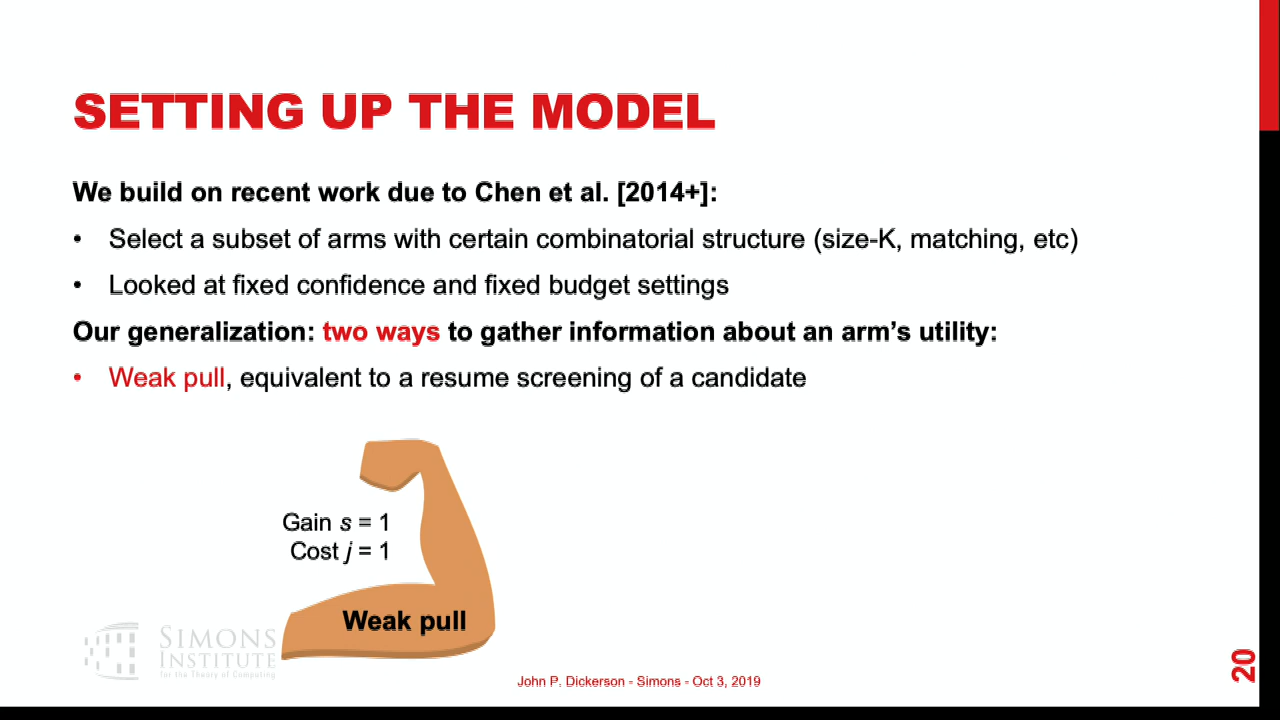 SETTING UP THE MODEL
We build on recent work due to Chen et al. [2014+]:
• Select a subset of arms with certain combinatorial structure (size-K, matching, etc)
• Looked at fixed confidence and fixed budget settings
Our generalization: two ways to gather information about an arm’s utility:
• Weak pull, equivalent to a resume screening of a candidate
Gain s = 1
Cost j = 1
Weak pull
SIMONS
INSTITUTE
for the Theory of Computing
John P. Dickerson - Simons - Oct 3, 2019
20